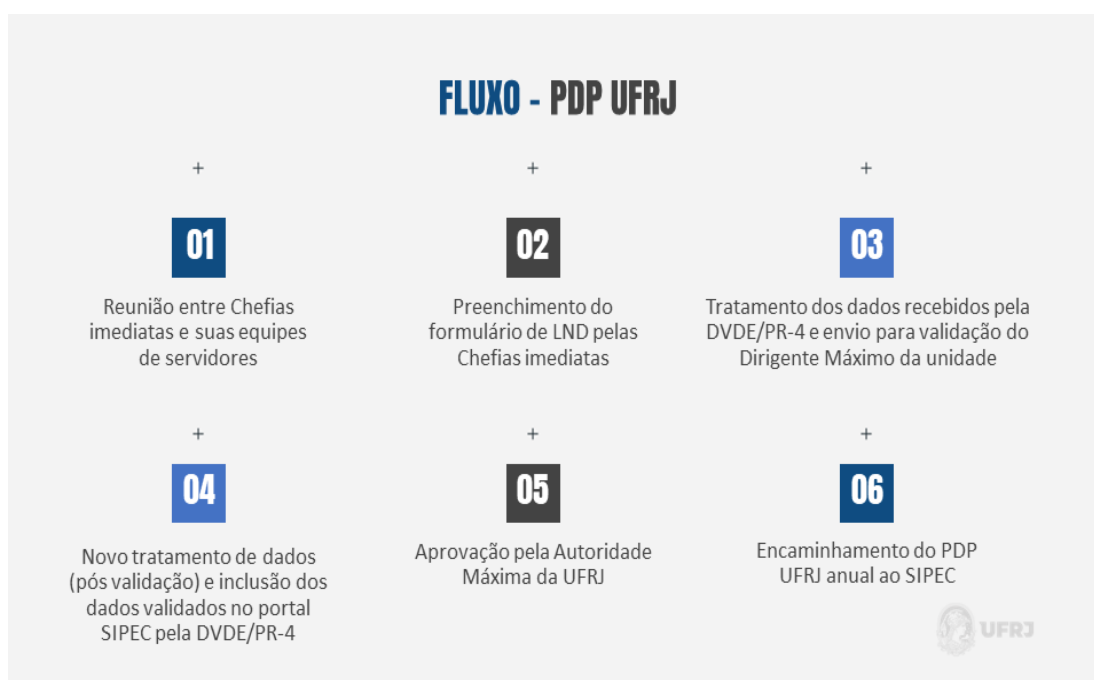 FLUXO - PDP UFRJ
+
+
+
01
02
03
Reunião entre Chefias
imediatas e suas equipes
de servidores
Preenchimento do
formulário de LND pelas
Chefias imediatas
Tratamento dos dados recebidos pela
DVDE/PR-4 e envio para validação do
Dirigente Máximo da unidade
+
+
+
04
05
06
Novo tratamento de dados
(pós validação) e inclusão dos
dados validados no portal
SIPEC pela DVDE/PR-4
Aprovação pela Autoridade
Máxima da UFRJ
Encaminhamento do PDP
UFRJ anual ao SIPEC
UFRJ